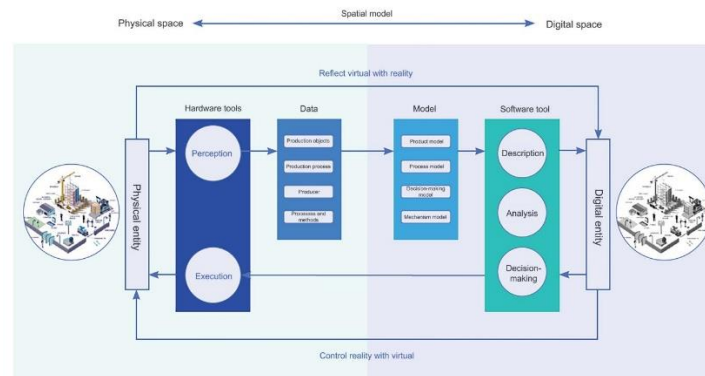 Spatial model
Physical space
Digital space
Reflect virtual with reality
Hardware tools
Data
Model
Software tool
Physical entity
Perception
Execution
Production objects
Production process
Producer
Processes and
methods
Product model
Process model
Decision-making
model
Mechanism model
Description
Analysis
Decision-
making
Digital entity
Control reality with virtual